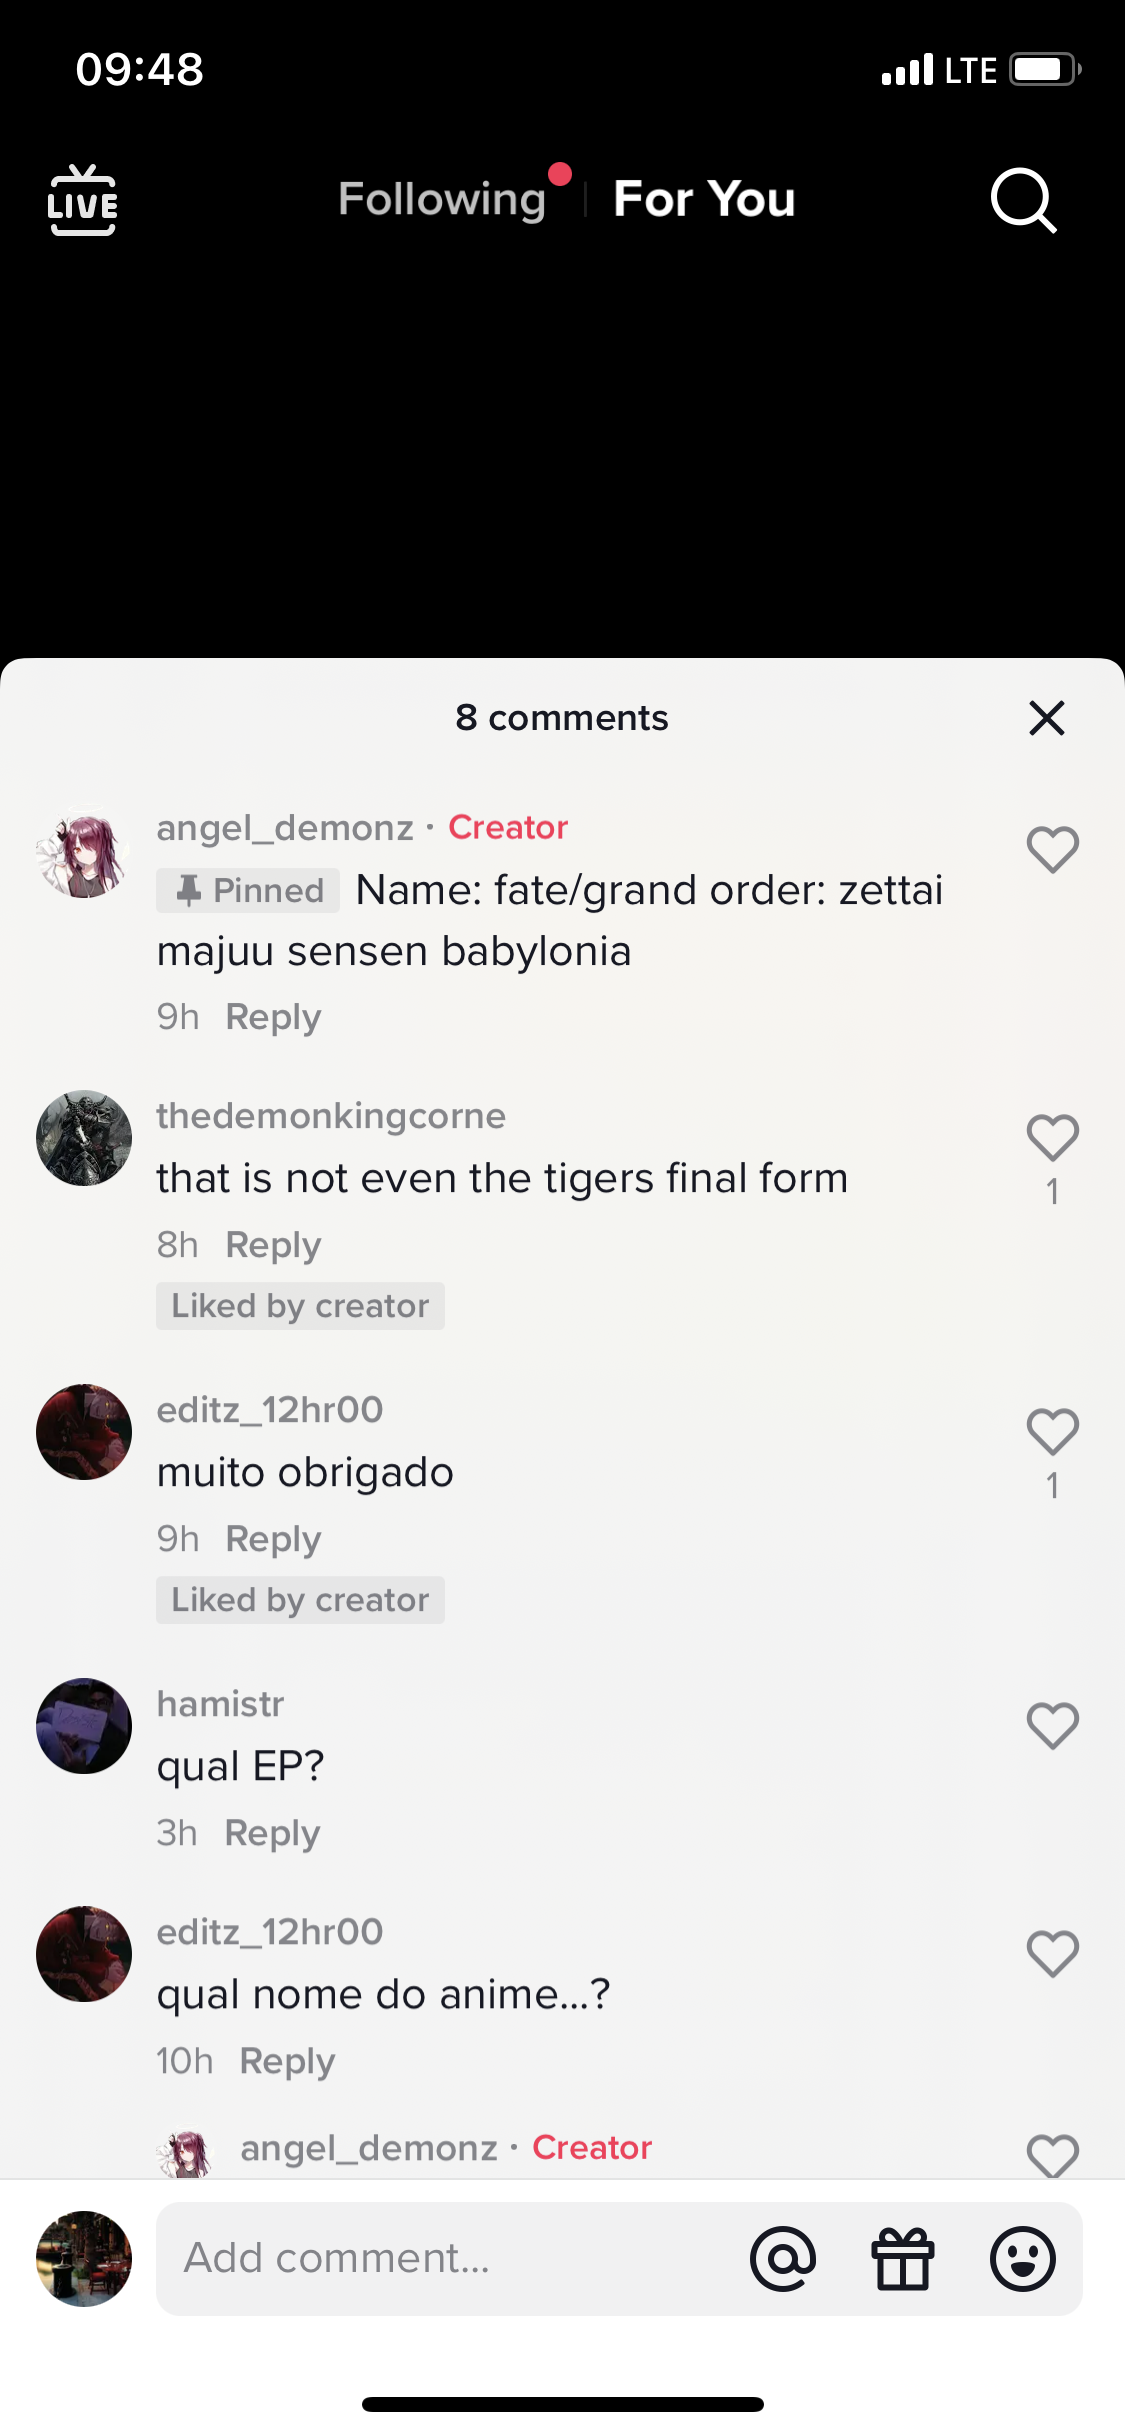 09:48
LTE
LIVE
Following
For You
8 comments
angel_demonz · Creator
Pinned Name: fate/grand order: zettai
majuu sensen babylonia
9h Reply
thedemonkingcorne
that is not even the tigers final form
1
8h Reply
Liked by creator
editz_12hr00
muito obrigado
1
9h Reply
Liked by creator
hamistr
qual EP?
3h Reply
editz_12hr00
qual nome do anime...?
10h Reply
angel_demonz · Creator
Add comment...